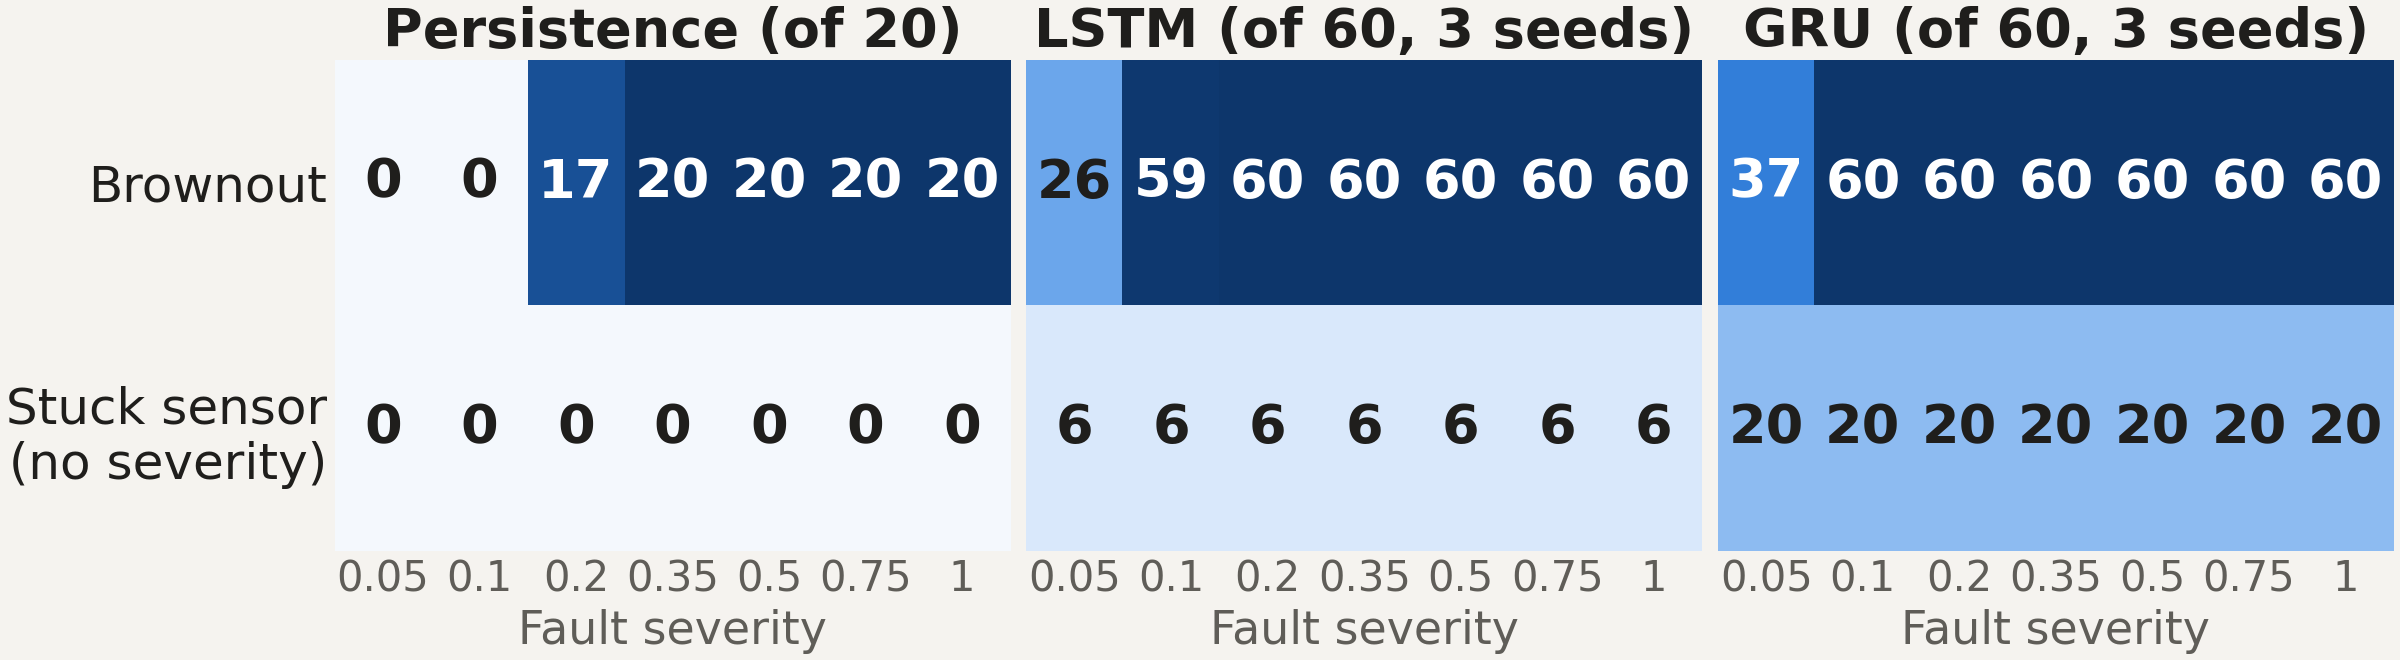 Persistence (of 20) LSTM (of 60, 3 seeds) GRU (of 60, 3 seeds)
Brownout 0 0 17 20 20 20 20 26 59 60 60 60 60 60 37 60 60 60 60 60 60
Stuck sensor
(no severity) 0 0 0 0 0 0 0 6 6 6 6 6 6 6 20 20 20 20 20 20 20
0.05 0.1 0.2 0.35 0.5 0.75 1 0.05 0.1 0.2 0.35 0.5 0.75 1 0.05 0.1 0.2 0.35 0.5 0.75 1
Fault severity Fault severity Fault severity